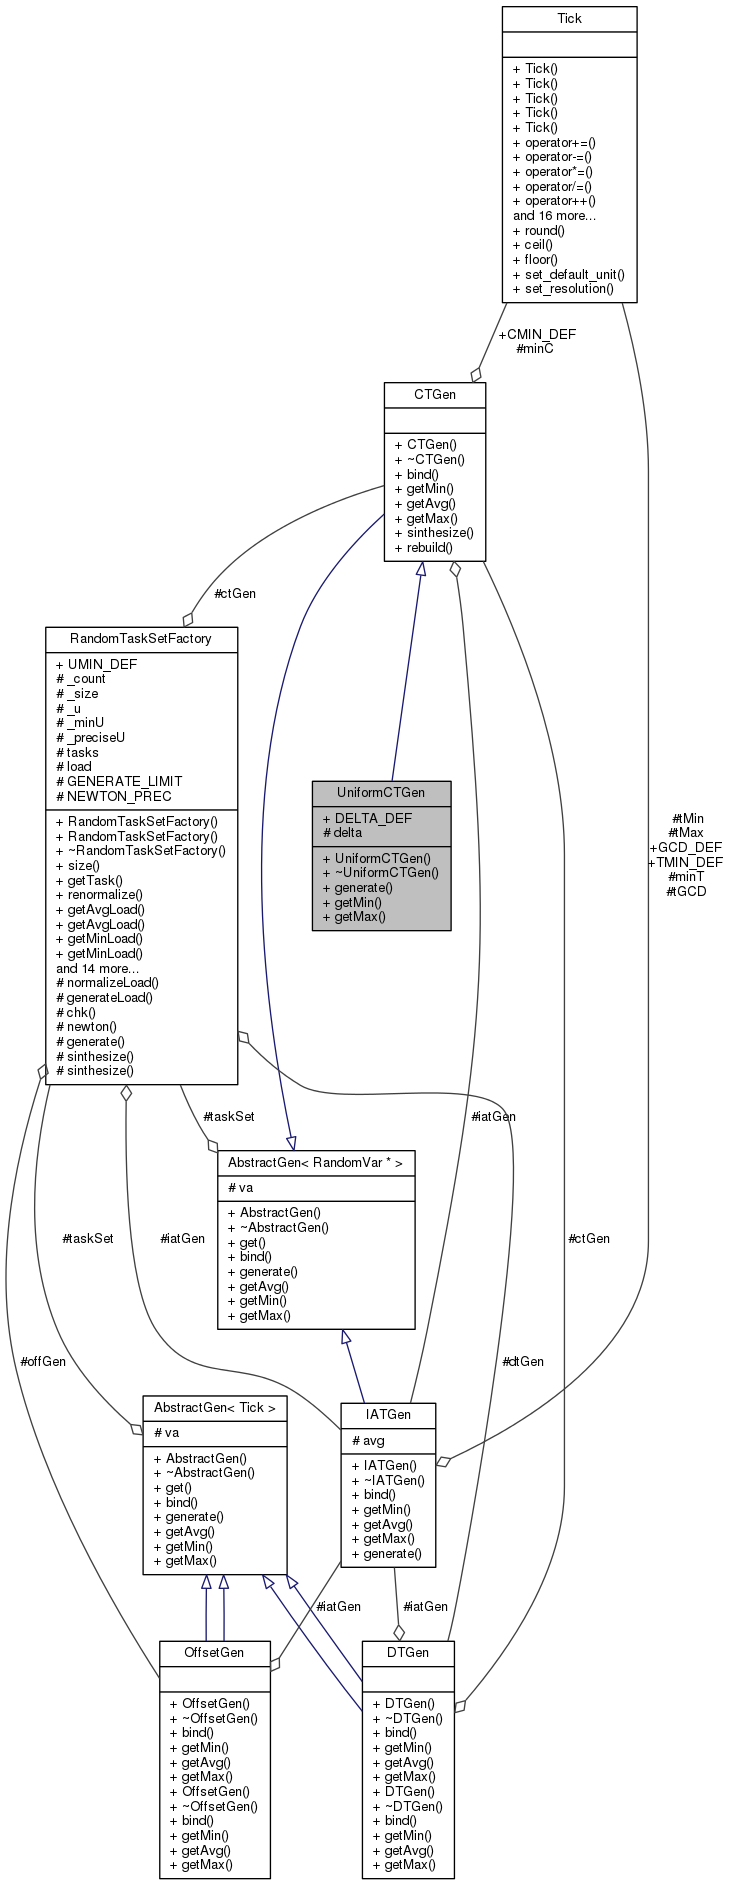 Tick
+ Tick()
+ Tick()
+ Tick()
+ Tick()
+ Tick()
+ operator+=()
+ operator-=()
+ operator*=()
+ operator/=()
+ operator++()
and 16 more...
+ round()
+ ceil()
+ floor()
+ set_default_unit()
+ set_resolution()
+CMIN_DEF
#minC
CTGen
+ CTGen()
+ ~CTGen()
+ bind()
+ getMin()
+ getAvg()
+ getMax()
+ sinthesize()
+ rebuild()
#ctGen
RandomTaskSetFactory
+ UMIN_DEF
# _count
# _size
# _u
# _minU
# _preciseU
# tasks
# load
# GENERATE_LIMIT
# NEWTON_PREC
+ RandomTaskSetFactory()
+ RandomTaskSetFactory()
+ ~RandomTaskSetFactory()
+ size()
+ getTask()
+ renormalize()
+ getAvgLoad()
+ getAvgLoad()
+ getMinLoad()
+ getMinLoad()
and 14 more...
# normalizeLoad()
# generateLoad()
# chk()
# newton()
# generate()
# sinthesize()
# sinthesize()
UniformCTGen
+ DELTA_DEF
# delta
+ UniformCTGen()
+ ~UniformCTGen()
+ generate()
+ getMin()
+ getMax()
#tMin
#tMax
+GCD_DEF
+TMIN_DEF
#minT
#tGCD
#taskSet
#iatGen
AbstractGen< RandomVar * >
# va
+ AbstractGen()
+ ~AbstractGen()
+ get()
+ bind()
+ generate()
+ getAvg()
+ getMin()
+ getMax()
#taskSet
#iatGen
#ctGen
#offGen
#dtGen
AbstractGen< Tick >
# va
+ AbstractGen()
+ ~AbstractGen()
+ get()
+ bind()
+ generate()
+ getAvg()
+ getMin()
+ getMax()
IATGen
# avg
+ IATGen()
+ ~IATGen()
+ bind()
+ getMin()
+ getAvg()
+ getMax()
+ generate()
#iatGen
#iatGen
OffsetGen
+ OffsetGen()
+ ~OffsetGen()
+ bind()
+ getMin()
+ getAvg()
+ getMax()
+ OffsetGen()
+ ~OffsetGen()
+ bind()
+ getMin()
+ getAvg()
+ getMax()
DTGen
+ DTGen()
+ ~DTGen()
+ bind()
+ getMin()
+ getAvg()
+ getMax()
+ DTGen()
+ ~DTGen()
+ bind()
+ getMin()
+ getAvg()
+ getMax()